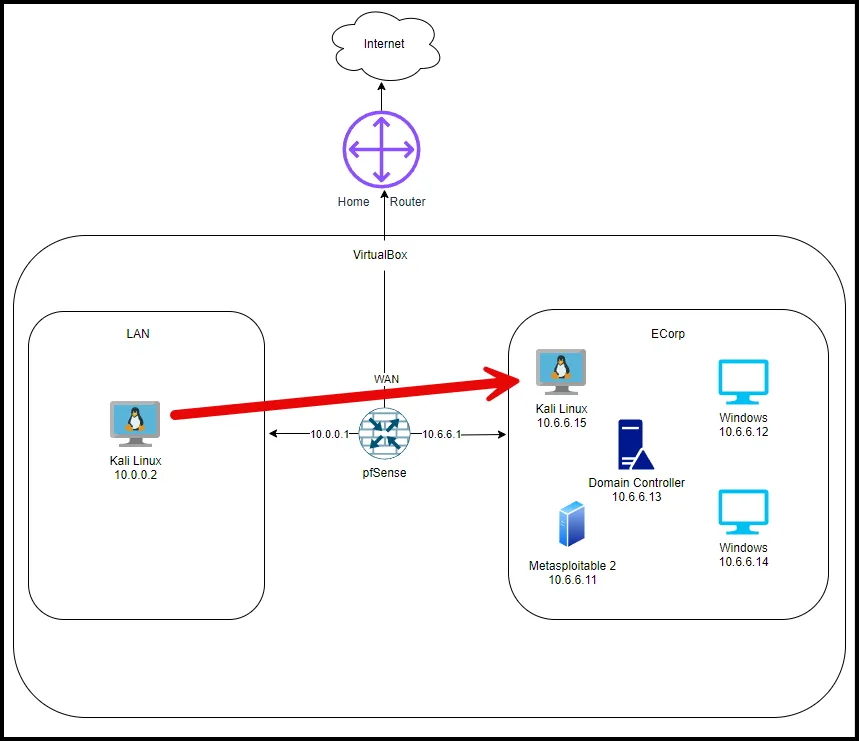 Internet
Home Router
VirtualBox
LAN
ECorp
WAN
Kali Linux
10.0.0.2
10.0.0.1
10.6.6.1
pfSense
Kali Linux
10.6.6.15
Windows
10.6.6.12
Domain Controller
10.6.6.13
Metasploitable 2
10.6.6.11
Windows
10.6.6.14